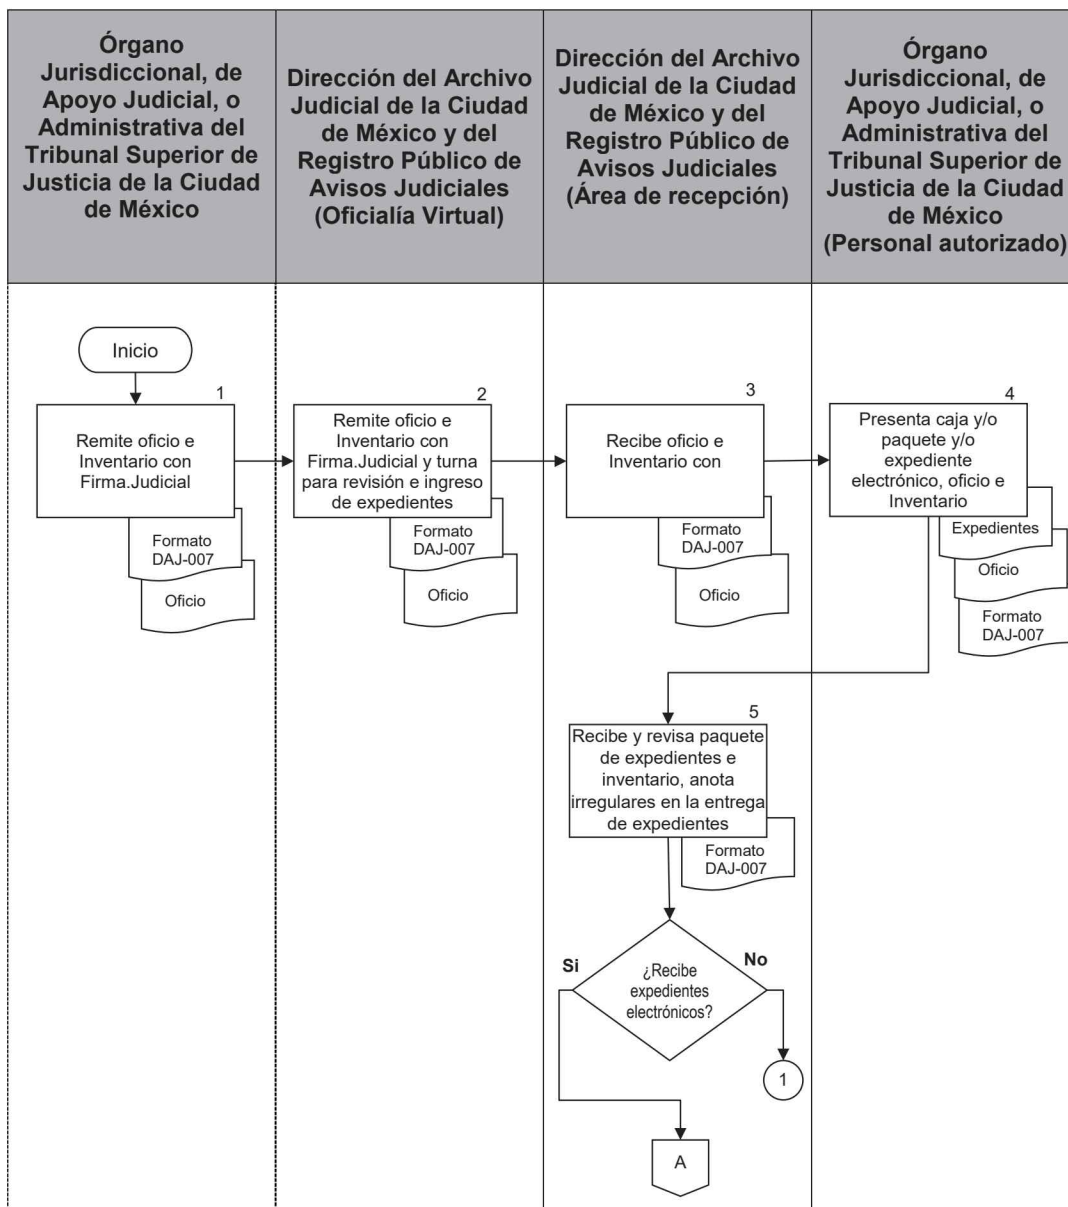 Órgano
Jurisdiccional, de
Apoyo Judicial, o
Administrativa del
Tribunal Superior de
Justicia de la Ciudad
de México
Dirección del Archivo
Judicial de la Ciudad
de México y del
Registro Público de
Avisos Judiciales
(Oficialía Virtual)
Dirección del Archivo
Judicial de la Ciudad
de México y del
Registro Público de
Avisos Judiciales
(Área de recepción)
Órgano
Jurisdiccional, de
Apoyo Judicial, o
Administrativa del
Tribunal Superior de
Justicia de la Ciudad
de México
(Personal autorizado)
Inicio
1
Remite oficio e
Inventario con
Firma.Judicial
Formato
DAJ-007
Oficio
2
Remite oficio e
Inventario con
Firma.Judicial y turna
para revisión e ingreso
de expedientes
Formato
DAJ-007
Oficio
3
Recibe oficio e
Inventario con
Formato
DAJ-007
Oficio
4
Presenta caja y/o
paquete y/o
expediente
electrónico, oficio e
Inventario
Expedientes
Oficio
Formato
DAJ-007
5
Recibe y revisa paquete
de expedientes e
inventario, anota
irregulares en la entrega
de expedientes
Formato
DAJ-007
¿Recibe
expedientes
electrónicos?
Si
No
1
A